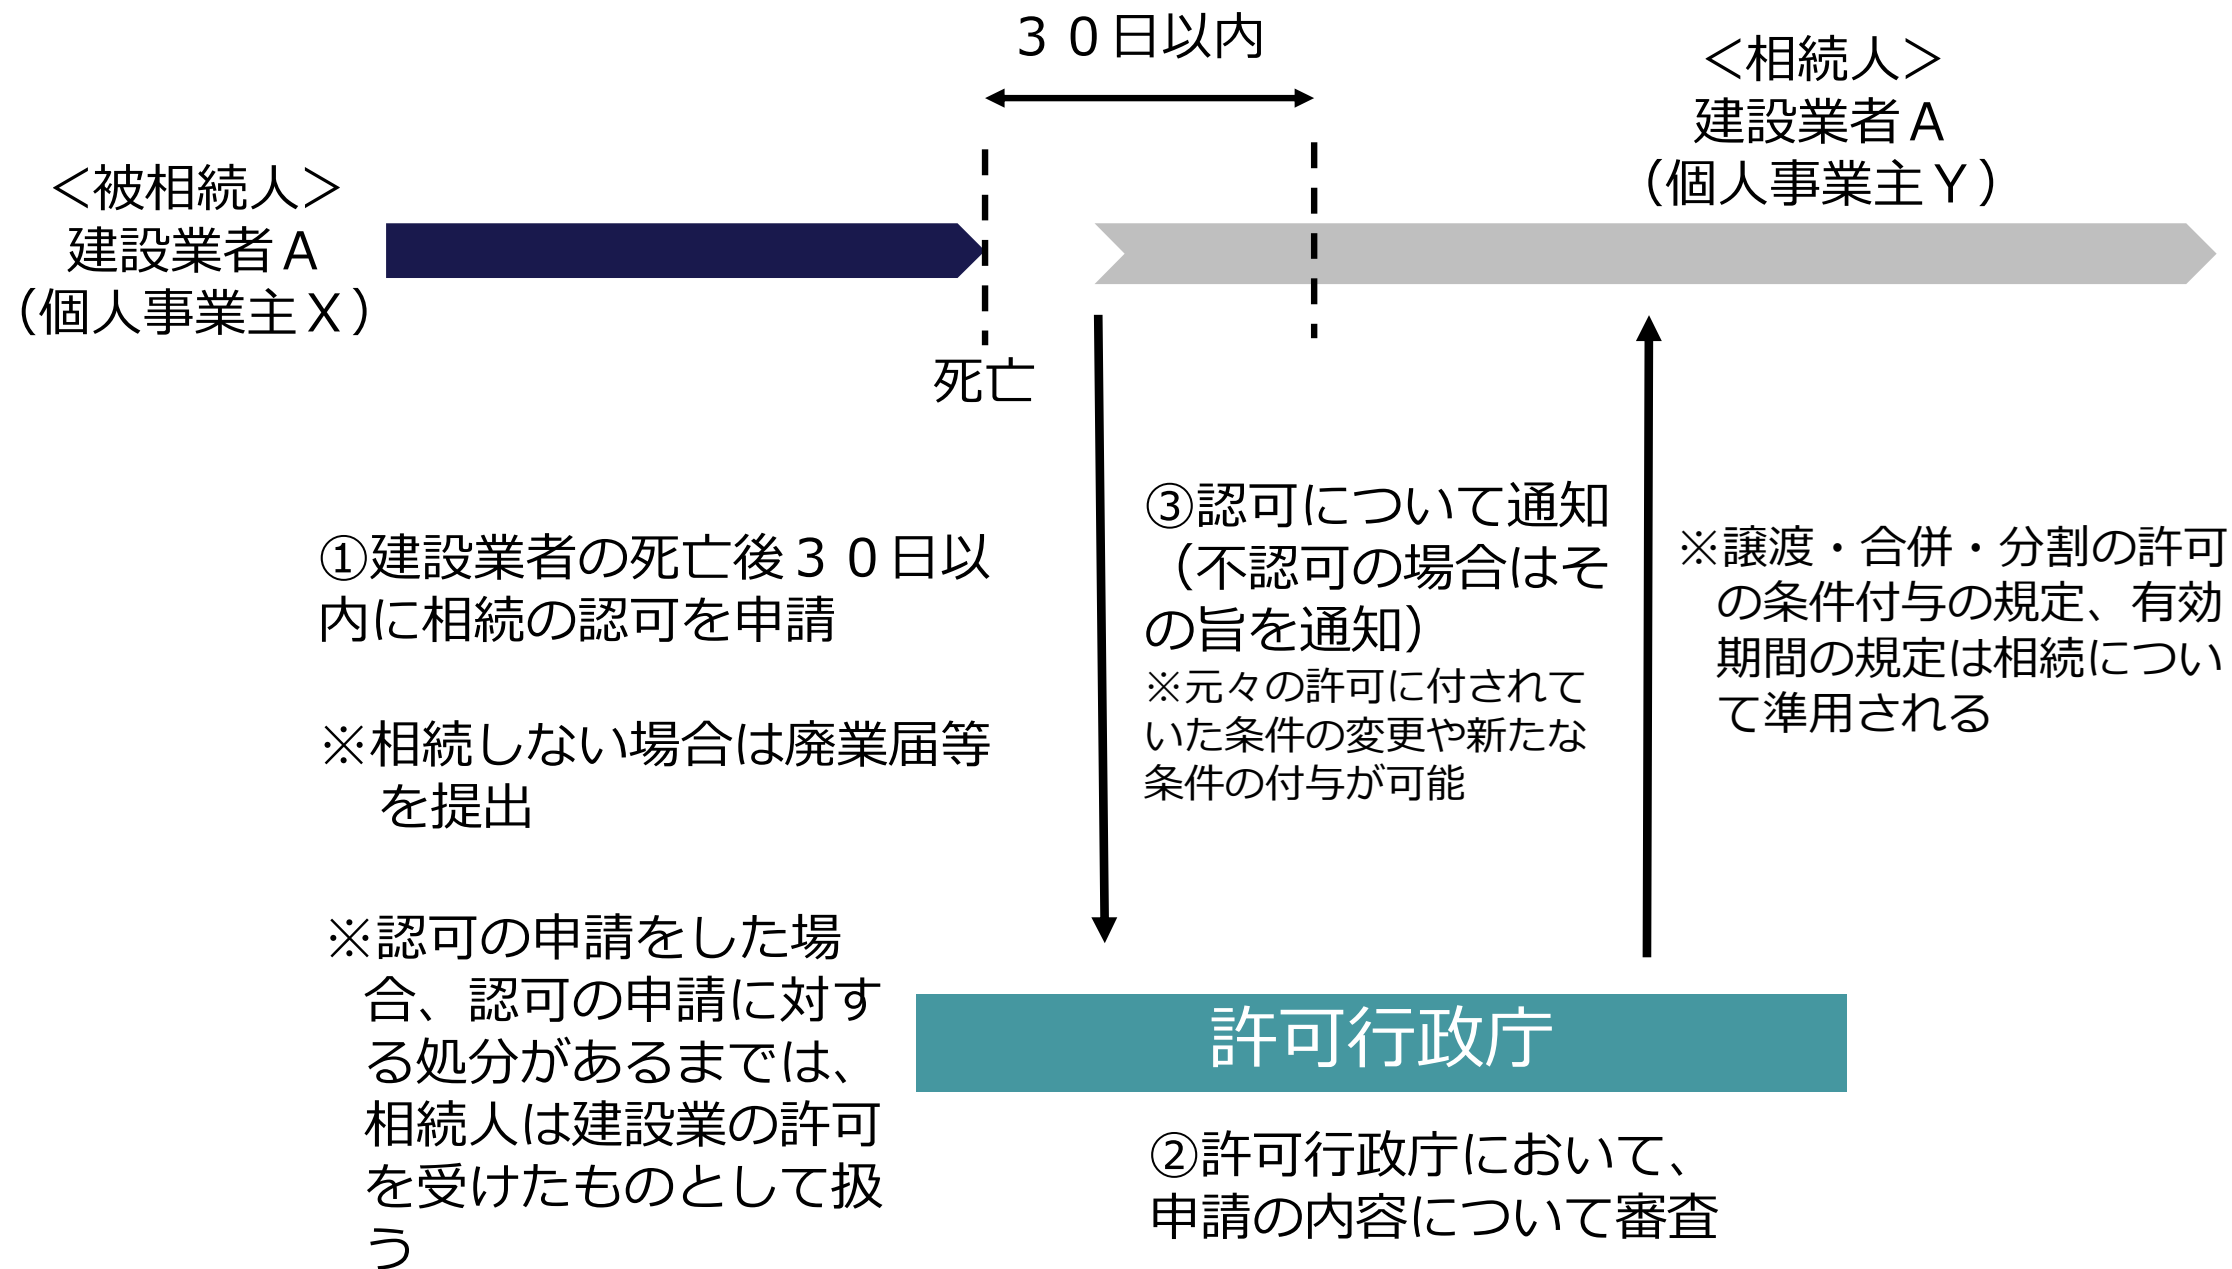 ３０日以内
＜被相続人＞
建設業者Ａ
（個人事業主Ｘ）
＜相続人＞
建設業者Ａ
（個人事業主Ｙ）
死亡
①建設業者の死亡後３０日以
内に相続の認可を申請
※相続しない場合は廃業届等
を提出
※認可の申請をした場
合、認可の申請に対す
る処分があるまでは、
相続人は建設業の許可
を受けたものとして扱
う
③認可について通知
（不認可の場合はそ
の旨を通知）
※元々の許可に付されて
いた条件の変更や新たな
条件の付与が可能
※譲渡・合併・分割の許可
の条件付与の規定、有効
期間の規定は相続につい
て準用される
許可行政庁
②許可行政庁において、
申請の内容について審査